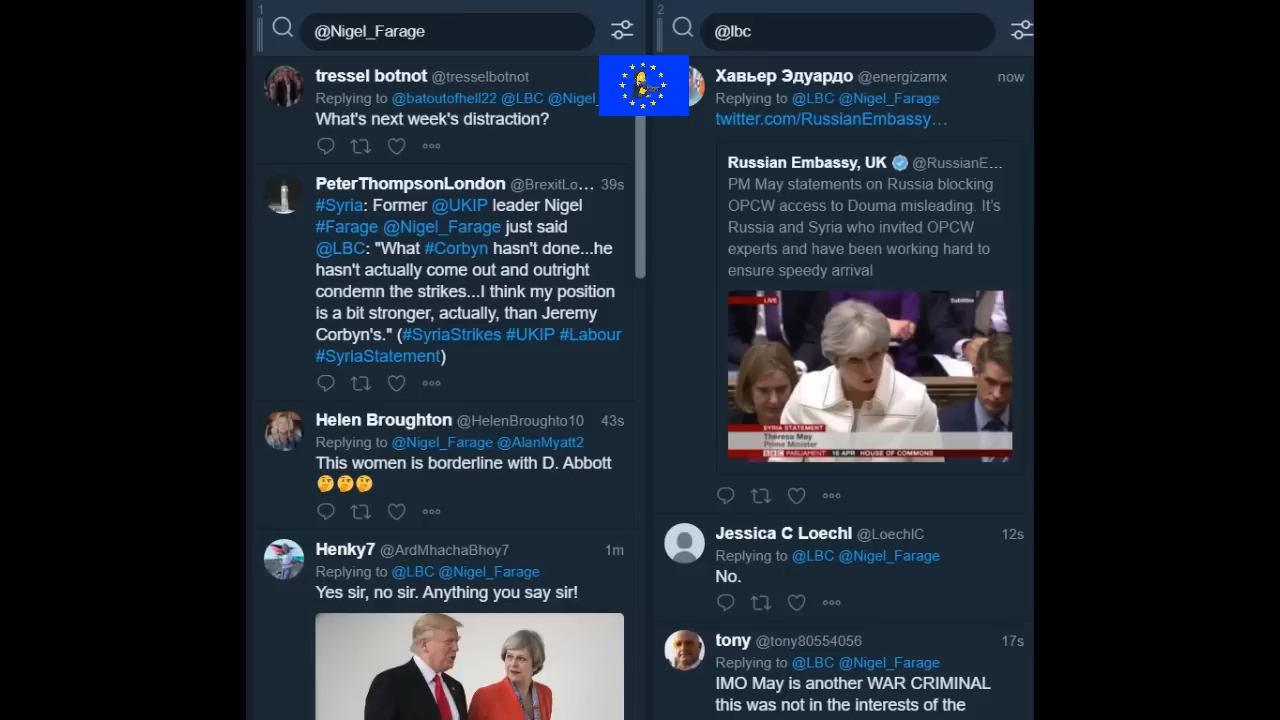 1
@Nigel_Farage
tressel botnot @tresselbotnot
Replying to @batoutofhell22 @LBC @Nigel_
What's next week's distraction?
PeterThompsonLondon @BrexitLo... 39s
#Syria: Former @UKIP leader Nigel
#Farage @Nigel_Farage just said
@LBC: "What #Corbyn hasn't done...he
hasn't actually come out and outright
condemn the strikes...I think my position
is a bit stronger, actually, than Jeremy
Corbyn's." (#SyriaStrikes #UKIP #Labour
#SyriaStatement)
Helen Broughton @HelenBroughto10 43s
Replying to @Nigel_Farage @AlanMyatt2
This women is borderline with D. Abbott
🤔🤔🤔
Henky7 @ArdMhachaBhoy7 1m
Replying to @LBC @Nigel_Farage
Yes sir, no sir. Anything you say sir!
2
@lbc
Хавьер Эдуардо @energizamx now
Replying to @LBC @Nigel_Farage
twitter.com/RussianEmbassy…
Russian Embassy, UK @RussianE...
PM May statements on Russia blocking
OPCW access to Douma misleading. It's
Russia and Syria who invited OPCW
experts and have been working hard to
ensure speedy arrival
LIVE
Subtitles
SYRIA STATEMENT
Theresa May
Prime Minister
BBC PARLIAMENT 16 APR HOUSE OF COMMONS
Jessica C Loechl @LoechlC 12s
Replying to @LBC @Nigel_Farage
No.
tony @tony80554056 17s
Replying to @LBC @Nigel_Farage
IMO May is another WAR CRIMINAL
this was not in the interests of the